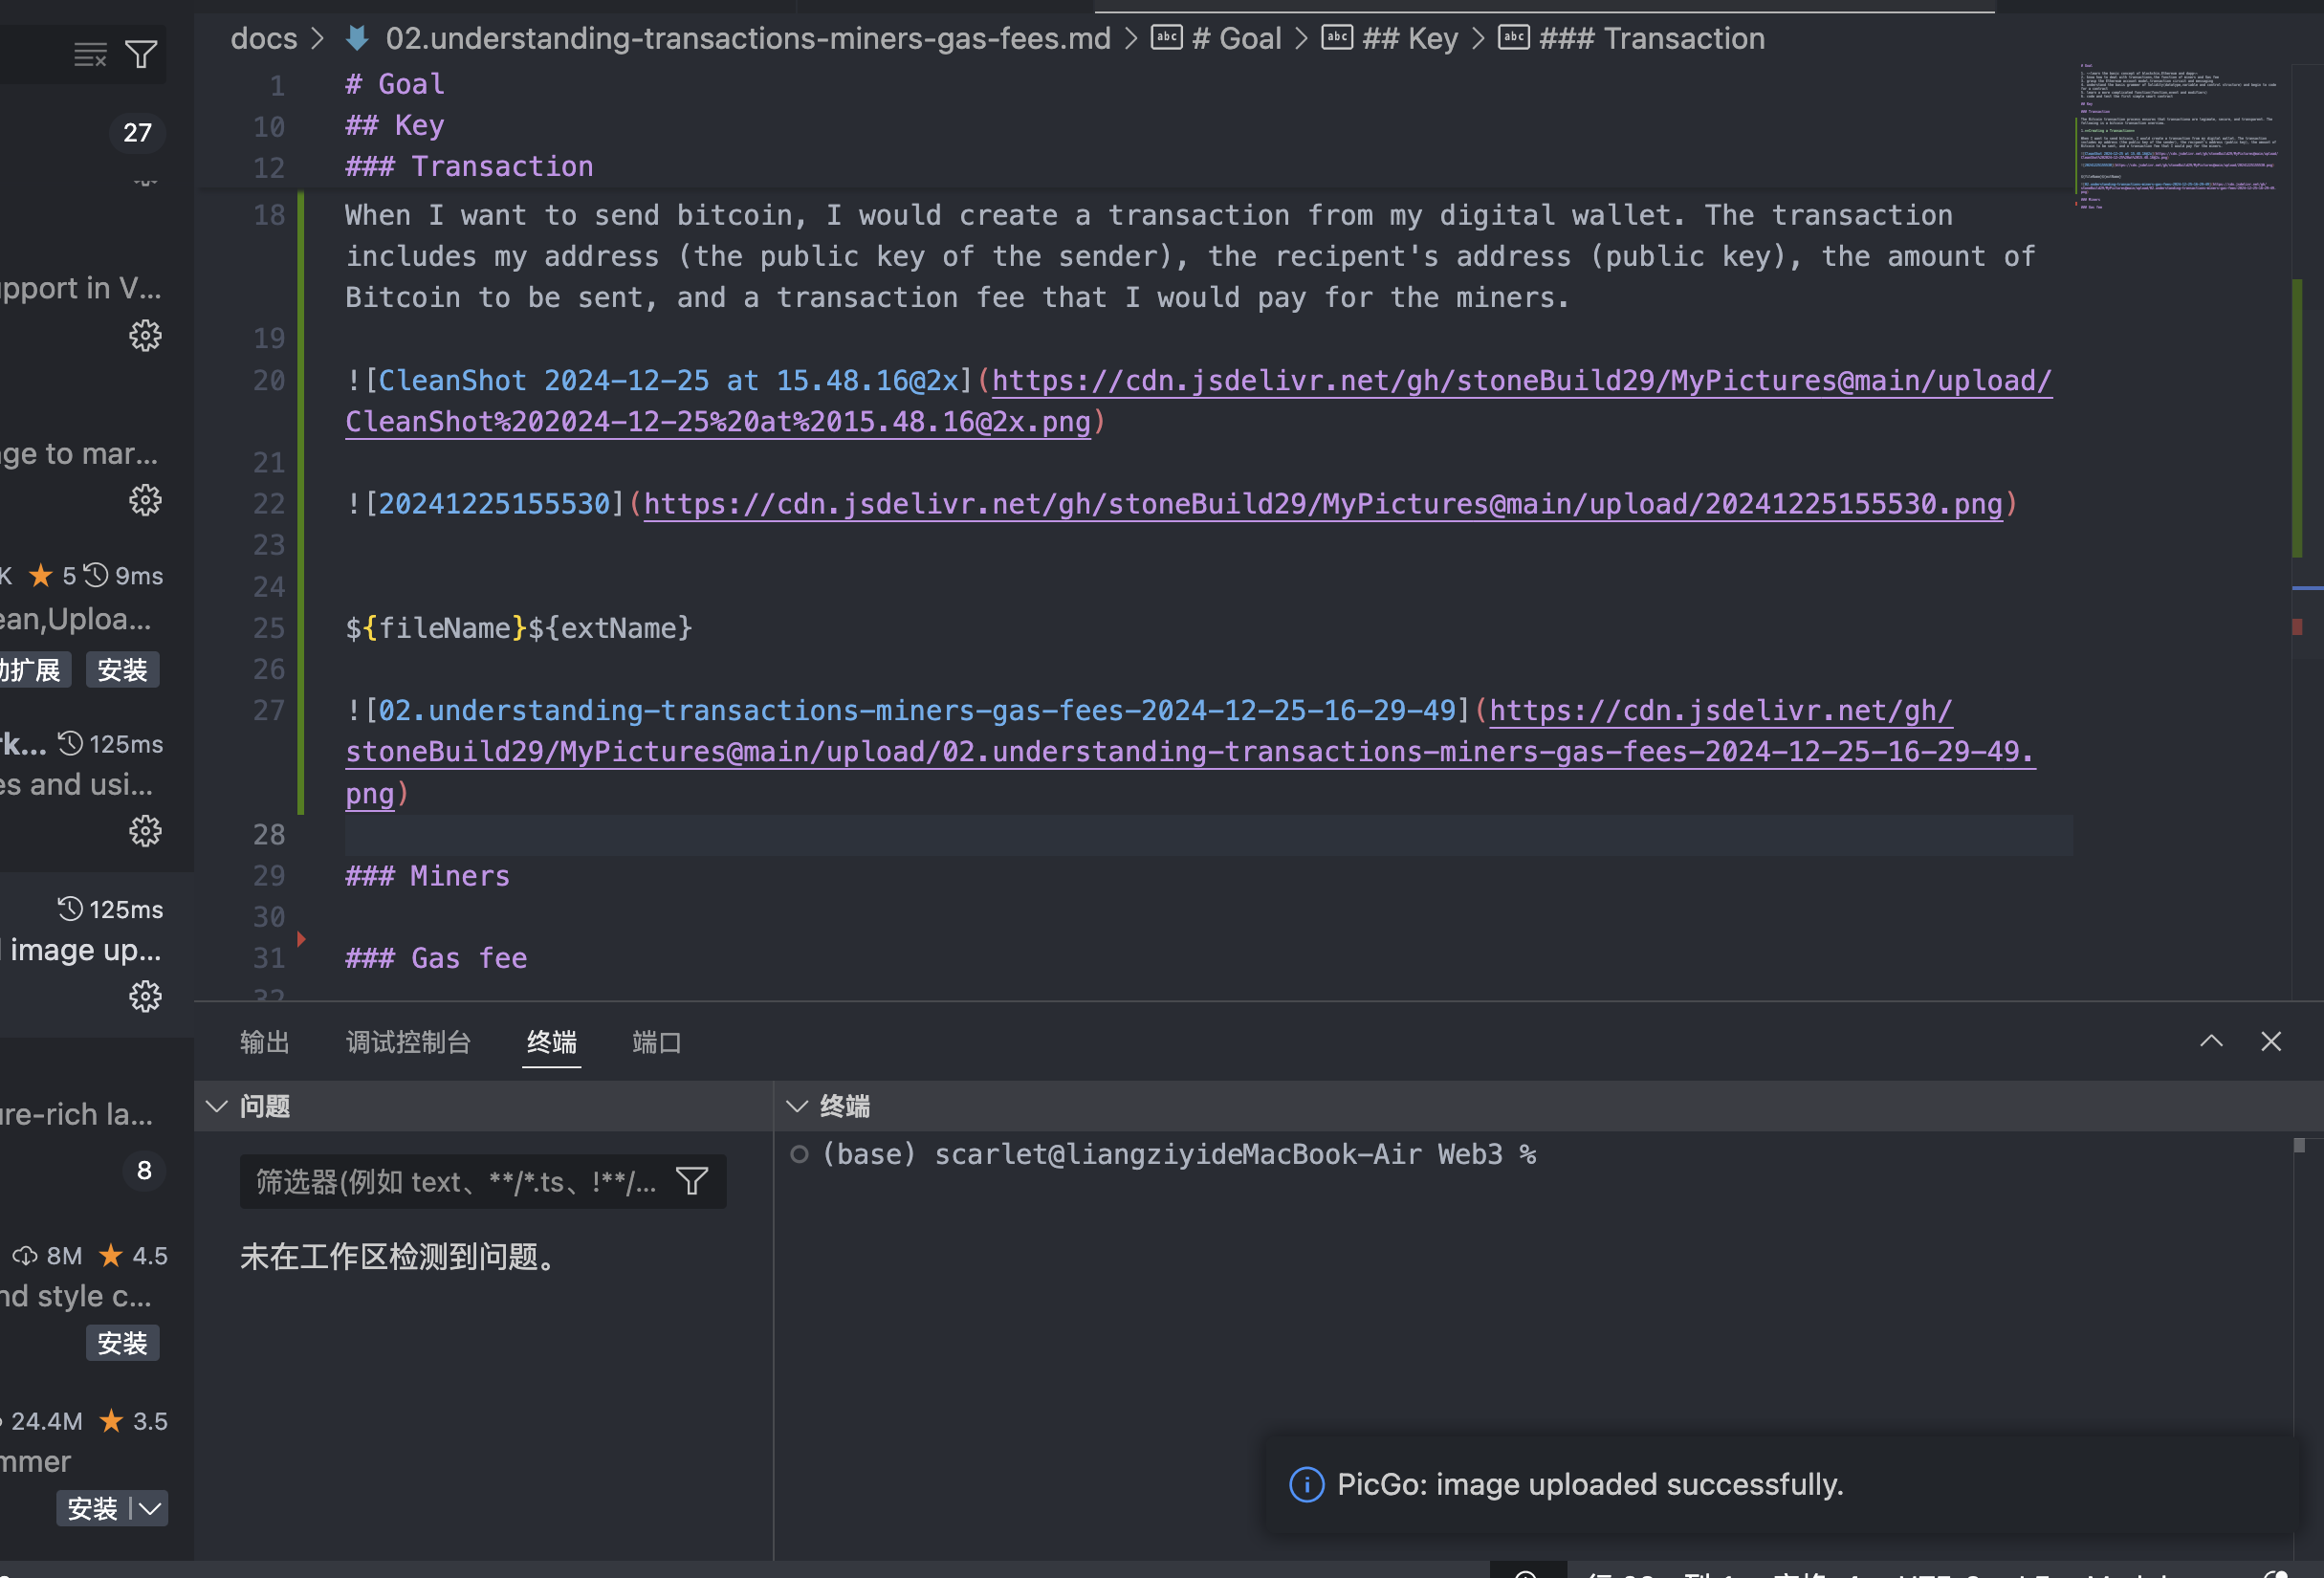 docs > 02.understanding-transactions-miners-gas-fees.md > # Goal > ## Key > ### Transaction
27
pport in V...
ge to mar...
K ★ 5 9ms
ean,Uploa...
扩展 安装
rk... 125ms
es and usi...
125ms
image up...
re-rich la...
8
8M ★ 4.5
nd style c...
安装
24.4M ★ 3.5
mmer
安装
1 # Goal
10 ## Key
12 ### Transaction
18 When I want to send bitcoin, I would create a transaction from my digital wallet. The transaction
includes my address (the public key of the sender), the recipent's address (public key), the amount of
Bitcoin to be sent, and a transaction fee that I would pay for the miners.
19
20 ![CleanShot 2024-12-25 at 15.48.16@2x](https://cdn.jsdelivr.net/gh/stoneBuild29/MyPictures@main/upload/
CleanShot%202024-12-25%20at%2015.48.16@2x.png)
21
22 ![20241225155530](https://cdn.jsdelivr.net/gh/stoneBuild29/MyPictures@main/upload/20241225155530.png)
23
24
25 ${fileName}${extName}
26
27 ![02.understanding-transactions-miners-gas-fees-2024-12-25-16-29-49](https://cdn.jsdelivr.net/gh/
stoneBuild29/MyPictures@main/upload/02.understanding-transactions-miners-gas-fees-2024-12-25-16-29-49.
png)
28
29 ### Miners
30
31 ### Gas fee
32
输出 调试控制台 终端 端口
问题
筛选器(例如 text、**/*.ts、!**/...
未在工作区检测到问题。
终端
(base) scarlet@liangziyideMacBook-Air Web3 %
PicGo: image uploaded successfully.